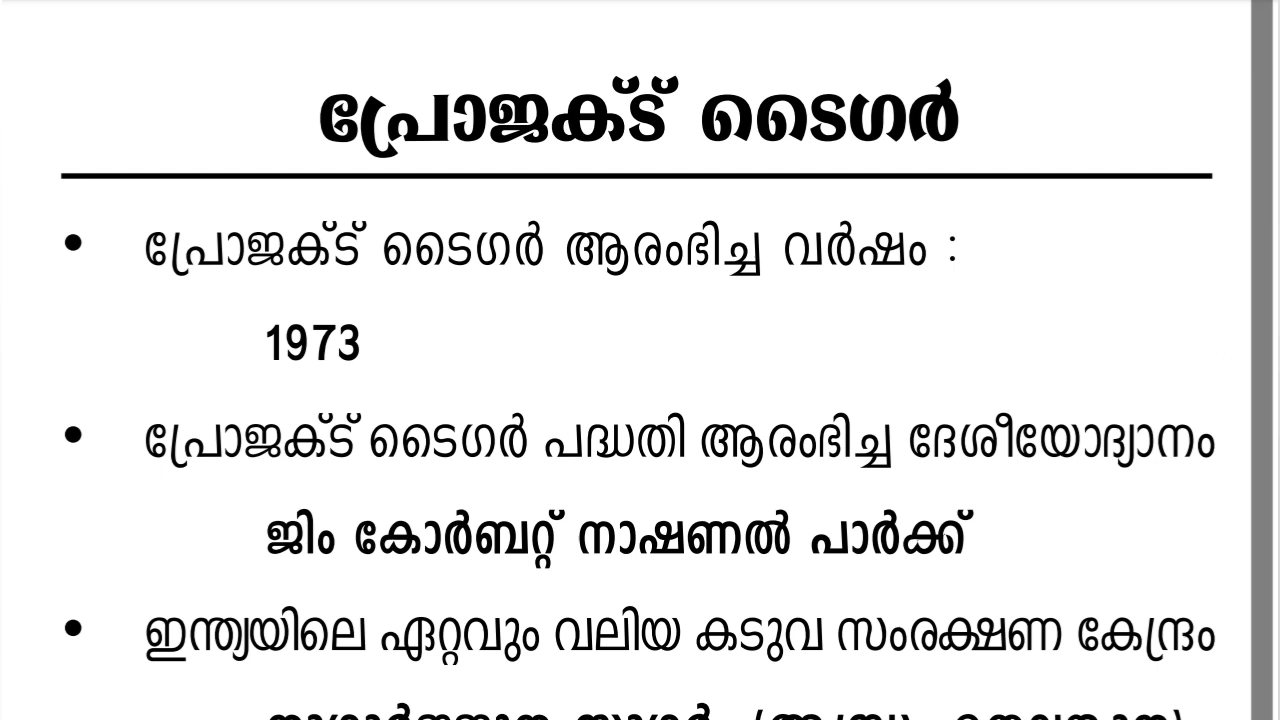 പ്രോജക്ട് ടൈഗർ
• പ്രോജക്ട് ടൈഗർ ആരംഭിച്ച വർഷം :
1973
• പ്രോജക്ട് ടൈഗർ പദ്ധതി ആരംഭിച്ച ദേശീയോദ്യാനം
ജിം കോർബറ്റ് നാഷണൽ പാർക്ക്
• ഇന്ത്യയിലെ ഏറ്റവും വലിയ കടുവ സംരക്ഷണ കേന്ദ്രം